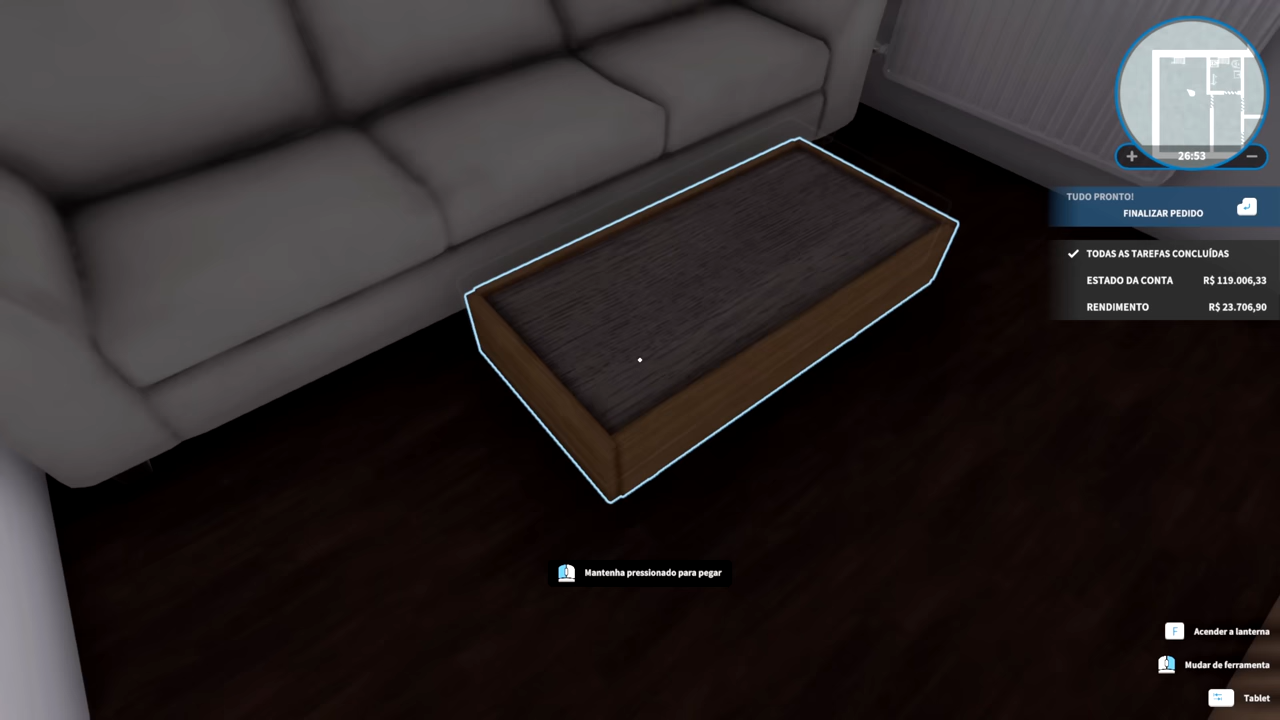 26:53
TUDO PRONTO!
FINALIZAR PEDIDO
TODAS AS TAREFAS CONCLUÍDAS
ESTADO DA CONTA R$ 119.006,33
RENDIMENTO R$ 23.706,90
Mantenha pressionado para pegar
F Acender a lanterna
Mudar de ferramenta
Tablet